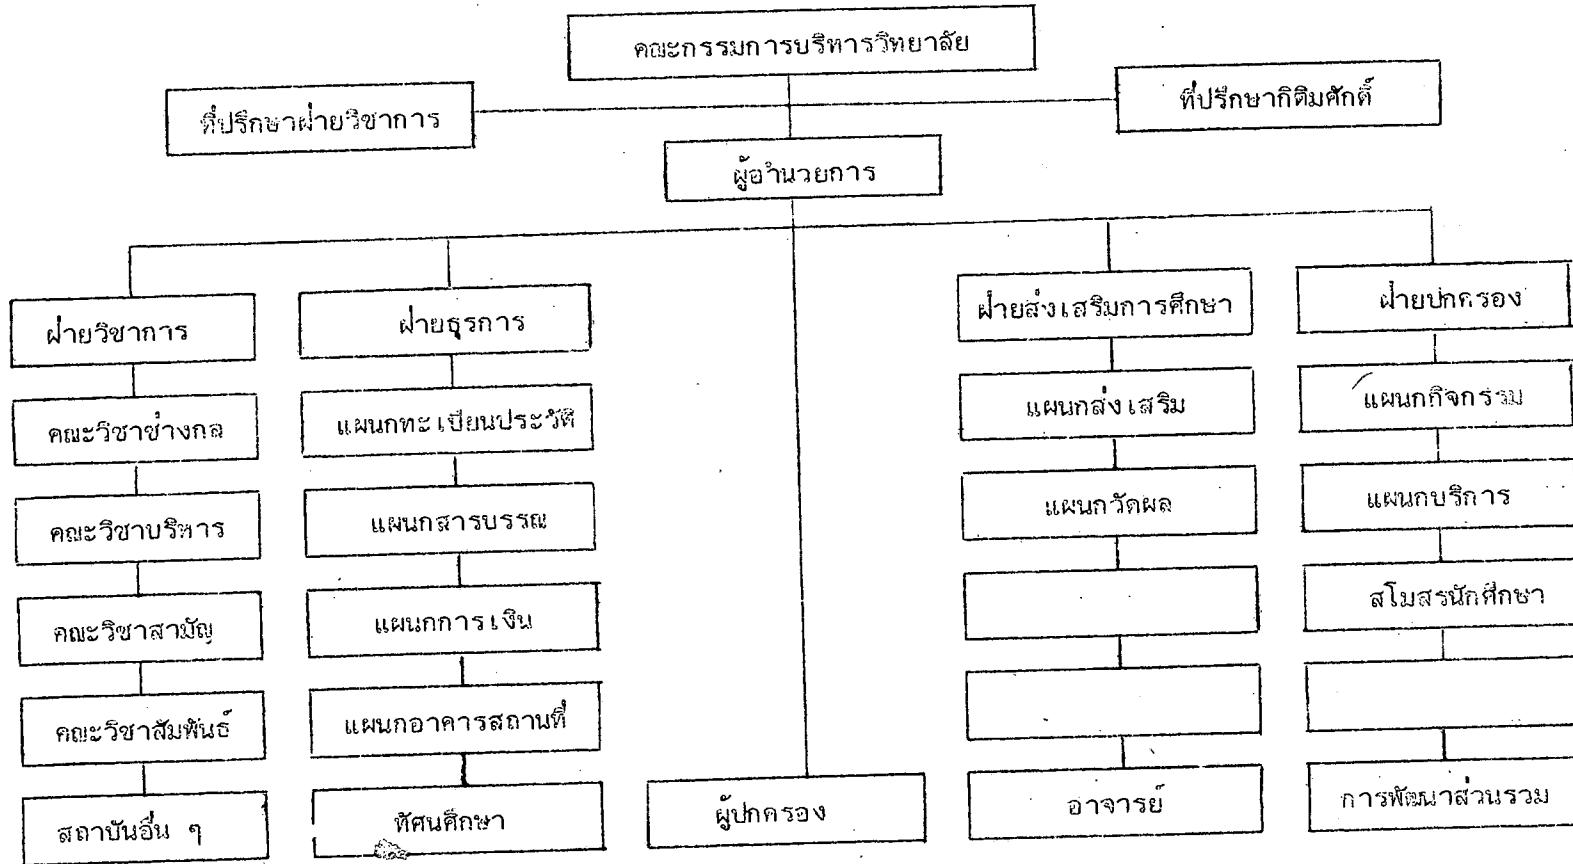 คณะกรรมการบริหารวิทยาลัย
ที่ปรึกษาฝ่ายวิชาการ
ที่ปรึกษากิติมศักดิ์
ผู้อำนวยการ
ฝ่ายวิชาการ
ฝ่ายธุรการ
ฝ่ายส่งเสริมการศึกษา
ฝ่ายปกครอง
คณะวิชาช่างกล
แผนกทะเบียนประวัติ
แผนกส่งเสริม
แผนกกิจกรรม
คณะวิชาบริหาร
แผนกสารบรรณ
แผนกวัดผล
แผนกบริการ
คณะวิชาสามัญ
แผนกการเงิน
สโมสรนักศึกษา
คณะวิชาสัมพันธ์
แผนกอาคารสถานที่
สถาบันอื่น ๆ
ทัศนศึกษา
ผู้ปกครอง
อาจารย์
การพัฒนาส่วนรวม